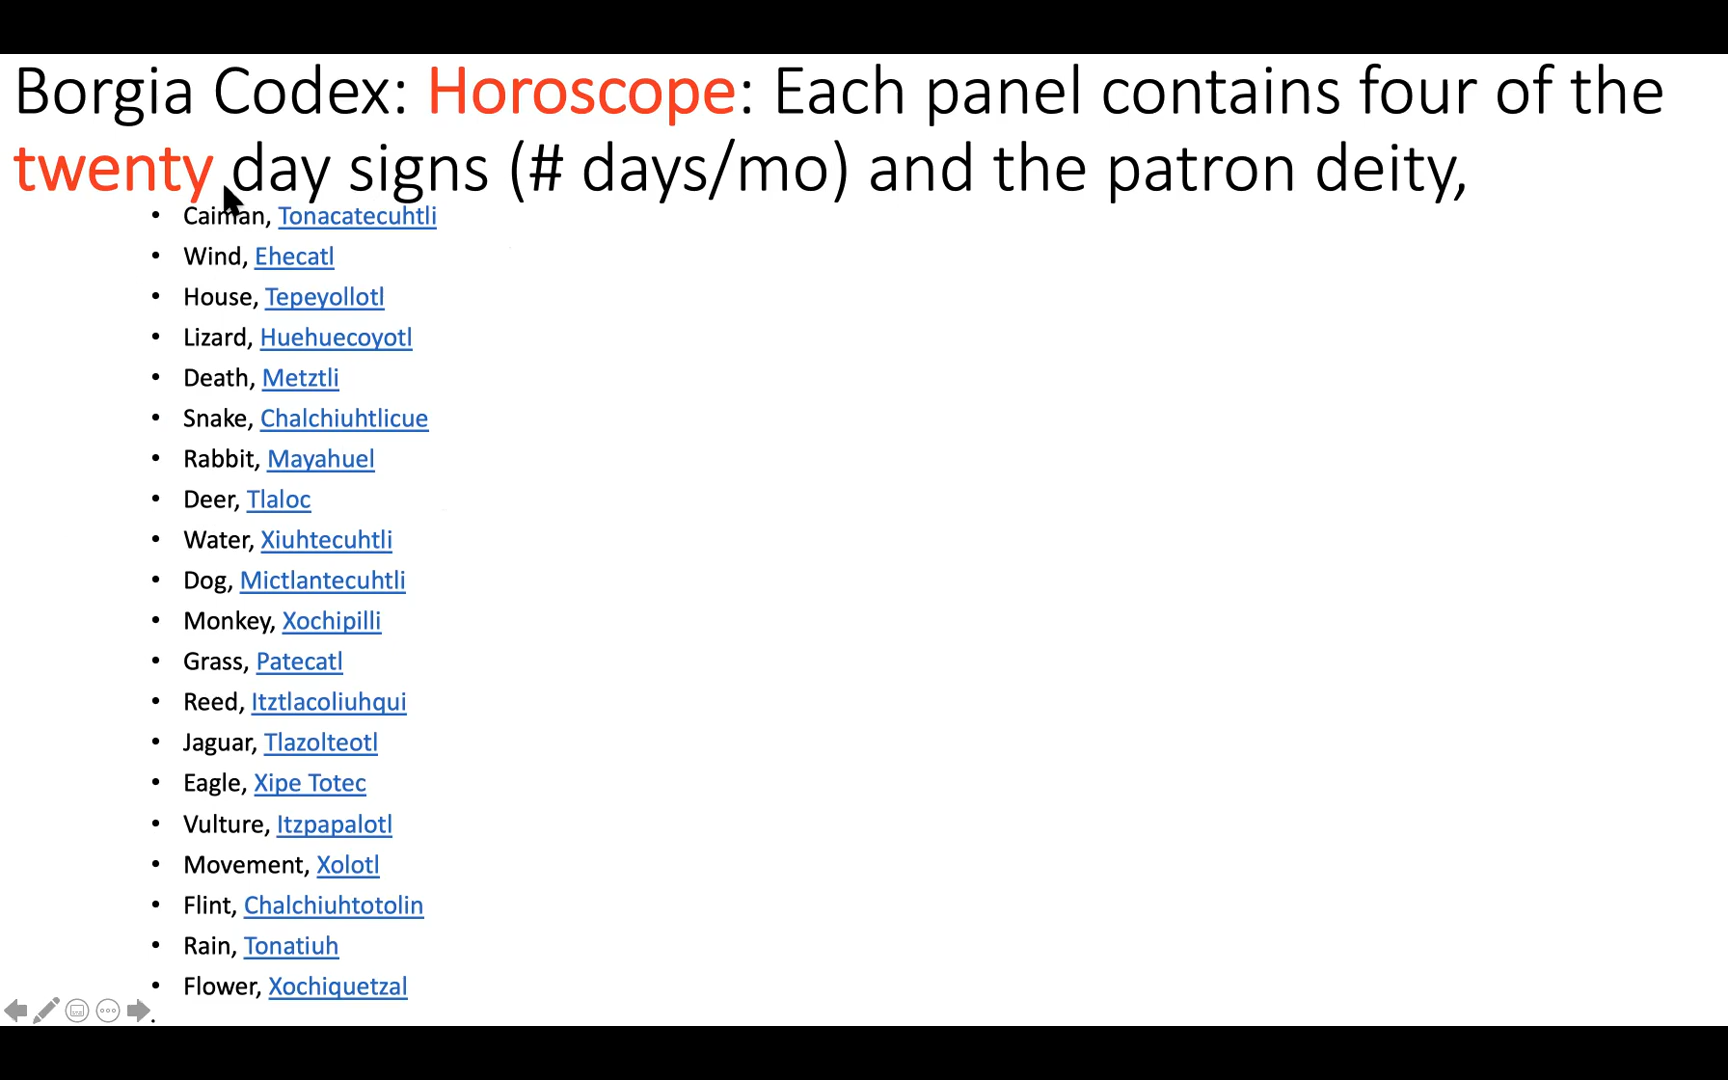 Borgia Codex: Horoscope: Each panel contains four of the
twenty day signs (# days/mo) and the patron deity,
• Caiman, Tonacatecuhtli
• Wind, Ehecatl
• House, Tepeyollotl
• Lizard, Huehuecoyotl
• Death, Metztli
• Snake, Chalchiuhtlicue
• Rabbit, Mayahuel
• Deer, Tlaloc
• Water, Xiuhtecuhtli
• Dog, Mictlantecuhtli
• Monkey, Xochipilli
• Grass, Patecatl
• Reed, Itztlacoliuhqui
• Jaguar, Tlazolteotl
• Eagle, Xipe Totec
• Vulture, Itzpapalotl
• Movement, Xolotl
• Flint, Chalchiuhtotolin
• Rain, Tonatiuh
• Flower, Xochiquetzal
.